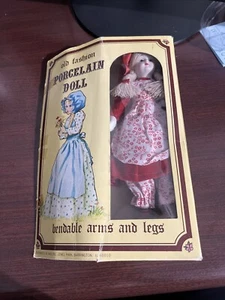 old fashion
PORCELAIN
DOLL
bendable arms and legs